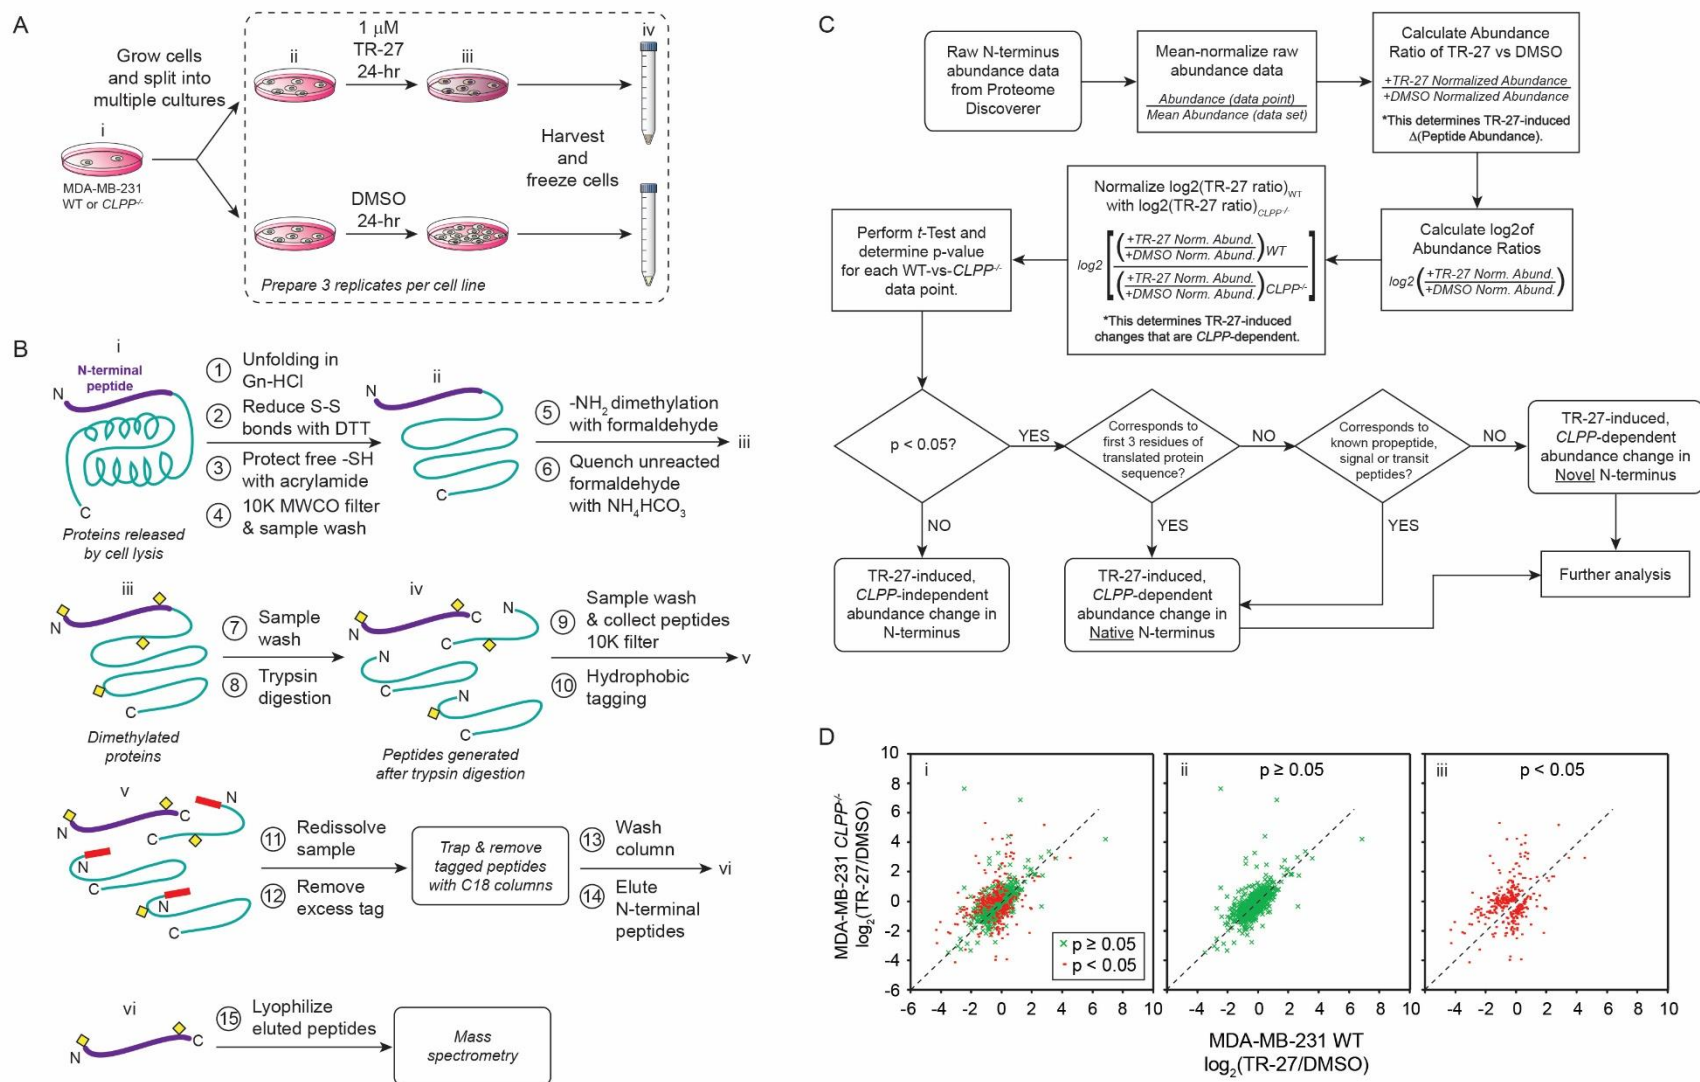 A
Grow cells
and split into
multiple cultures
i
MDA-MB-231
WT or CLPP-/-
ii
1 μM
TR-27
24-hr
iii
iv
DMSO
24-hr
Harvest
and
freeze cells
Prepare 3 replicates per cell line
B
i
N-terminal
peptide
N
C
Proteins released
by cell lysis
1 Unfolding in
Gn-HCl
2 Reduce S-S
bonds with DTT
3 Protect free -SH
with acrylamide
4 10K MWCO filter
& sample wash
ii
N
C
5 -NH2 dimethylation
with formaldehyde
6 Quench unreacted
formaldehyde
with NH4HCO3
iii
iii
N
C
Dimethylated
proteins
7 Sample
wash
8 Trypsin
digestion
iv
N
C
N
C
N
C
N
C
Peptides generated
after trypsin digestion
9 Sample wash
& collect peptides
10K filter
10 Hydrophobic
tagging
v
v
N
C
N
C
N
C
N
C
11 Redissolve
sample
12 Remove
excess tag
Trap & remove
tagged peptides
with C18 columns
13 Wash
column
14 Elute
N-terminal
peptides
vi
vi
N
C
15 Lyophilize
eluted peptides
Mass
spectrometry
C
Raw N-terminus
abundance data
from Proteome
Discoverer
Mean-normalize raw
abundance data
Abundance (data point)
Mean Abundance (data set)
Calculate Abundance
Ratio of TR-27 vs DMSO
+TR-27 Normalized Abundance
+DMSO Normalized Abundance
*This determines TR-27-induced
Δ(Peptide Abundance).
Calculate log2of
Abundance Ratios
log2(+TR-27 Norm. Abund.
+DMSO Norm. Abund.)
Normalize log2(TR-27 ratio)WT
with log2(TR-27 ratio)CLPP-/-
log2[(+TR-27 Norm. Abund.
+DMSO Norm. Abund.)WT
(+TR-27 Norm. Abund.
+DMSO Norm. Abund.)CLPP-/-]
*This determines TR-27-induced
changes that are CLPP-dependent.
Perform t-Test and
determine p-value
for each WT-vs-CLPP-/-
data point.
p < 0.05?
YES
NO
Corresponds to
first 3 residues of
translated protein
sequence?
NO
YES
Corresponds to
known propeptide,
signal or transit
peptides?
NO
YES
TR-27-induced,
CLPP-dependent
abundance change in
Novel N-terminus
TR-27-induced,
CLPP-independent
abundance change in
N-terminus
TR-27-induced,
CLPP-dependent
abundance change in
Native N-terminus
Further analysis
D
MDA-MB-231 CLPP-/-
log2(TR-27/DMSO)
10
8
6
4
2
0
-2
-4
-6
i
× p ≥ 0.05
- p < 0.05
-6 -4 -2 0 2 4 6 8 10
ii
p ≥ 0.05
-4 -2 0 2 4 6 8 10
iii
p < 0.05
-4 -2 0 2 4 6 8 10
MDA-MB-231 WT
log2(TR-27/DMSO)